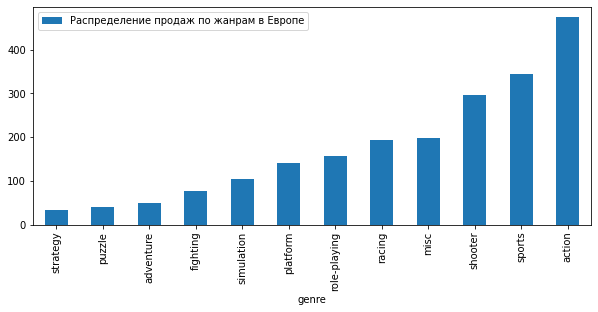 Распределение продаж по жанрам в Европе
400
300
200
100
0
strategy
puzzle
adventure
fighting
simulation
platform
role-playing
racing
misc
shooter
sports
action
genre